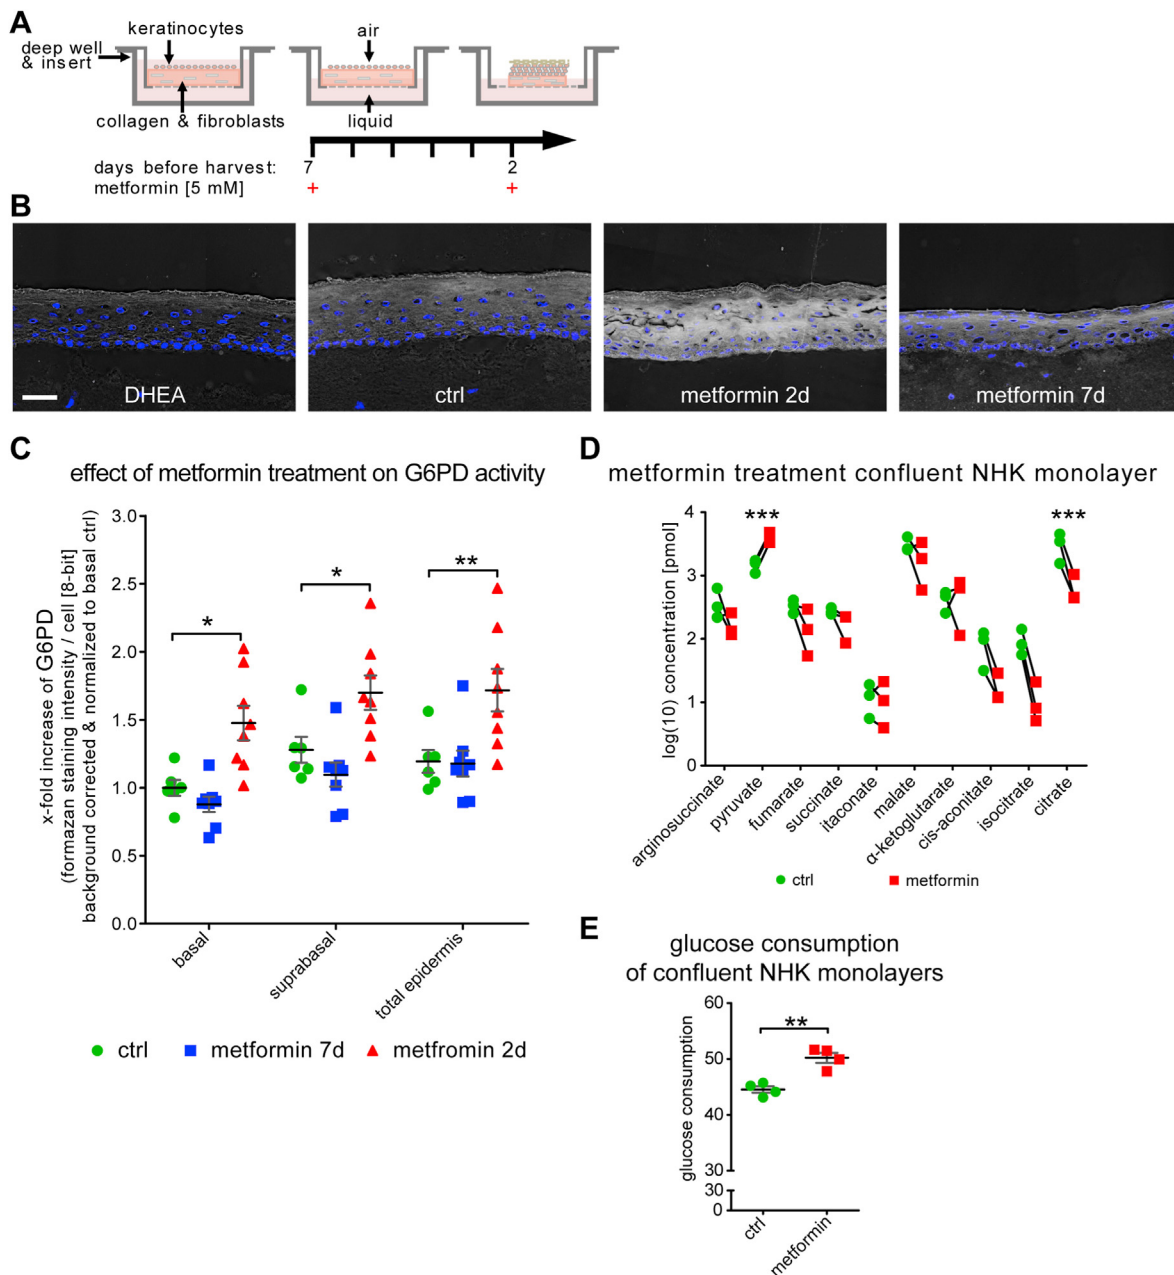 A
keratinocytes
air
deep well
& insert
collagen & fibroblasts
liquid
days before harvest:
7
2
metformin [5 mM]
+
+
B
DHEA
ctrl
metformin 2d
metformin 7d
C
effect of metformin treatment on G6PD activity
x-fold increase of G6PD
(formazan staining intensity / cell [8-bit]
background corrected & normalized to basal ctrl)
3.0
2.5
2.0
1.5
1.0
0.5
0.0
*
*
**
basal
suprabasal
total epidermis
ctrl
metformin 7d
metfromin 2d
D
metformin treatment confluent NHK monolayer
log(10) concentration [pmol]
4
3
2
1
0
***
***
arginosuccinate
pyruvate
fumarate
succinate
itaconate
malate
α-ketoglutarate
cis-aconitate
isocitrate
citrate
ctrl
metformin
E
glucose consumption
of confluent NHK monolayers
glucose consumption
60
50
40
30
30
0
**
ctrl
metformin